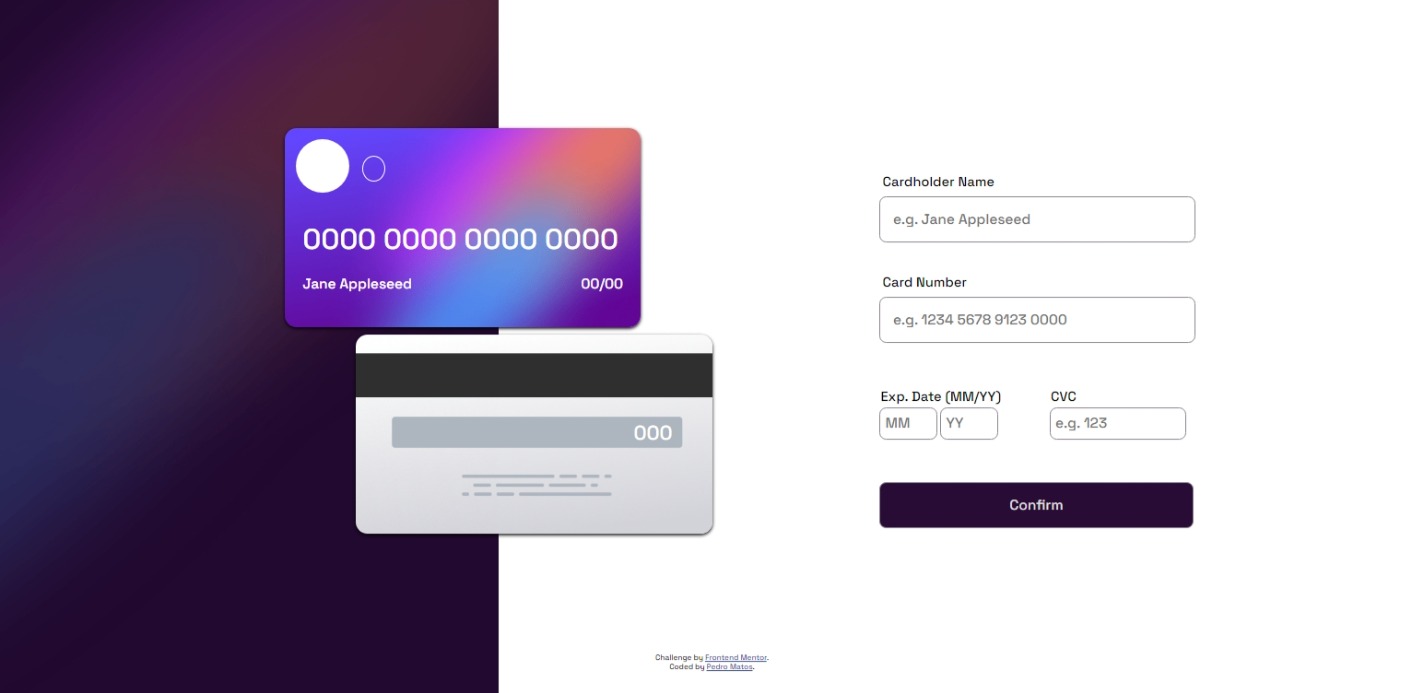 0000 0000 0000 0000
Jane Appleseed 00/00
000
Cardholder Name
e.g. Jane Appleseed
Card Number
e.g. 1234 5678 9123 0000
Exp. Date (MM/YY) CVC
MM YY e.g. 123
Confirm
Challenge by Frontend Mentor.
Coded by Pedro Matos.